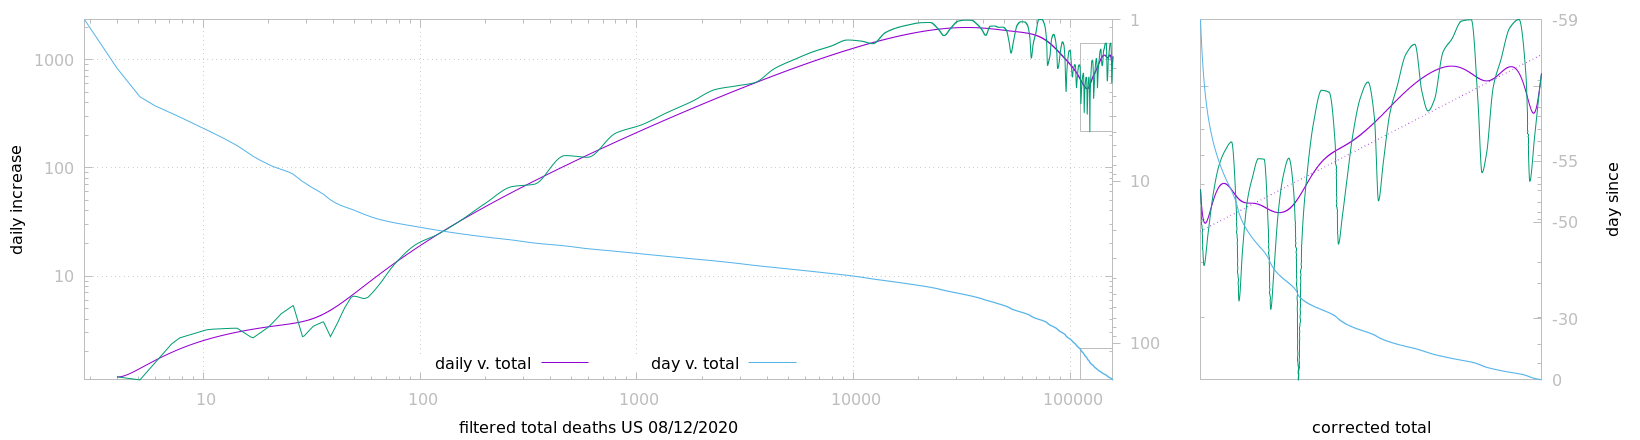 1
-59
1000
daily increase
100
10
-55
-50
day since
10
-30
daily v. total
day v. total
100
0
10
100
1000
10000
100000
filtered total deaths US 08/12/2020
corrected total